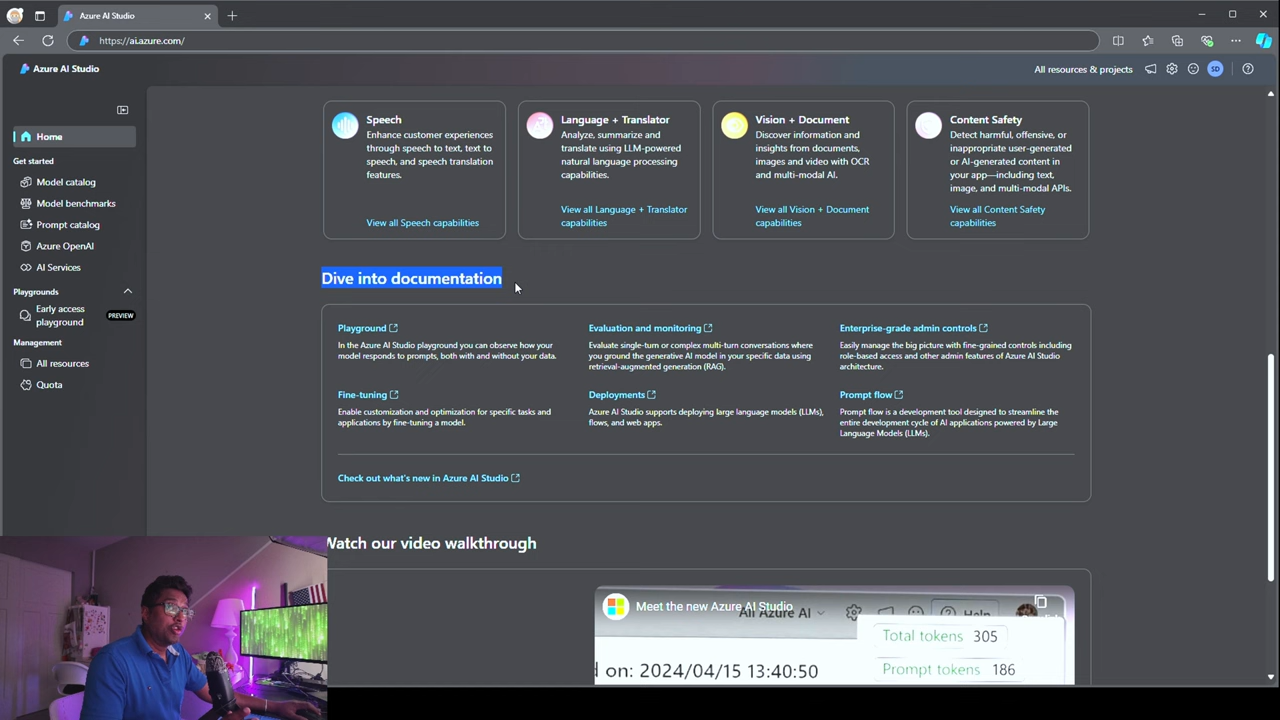 Azure AI Studio
https://ai.azure.com/
Azure AI Studio
All resources & projects
SD
Home
Get started
Model catalog
Model benchmarks
Prompt catalog
Azure OpenAI
AI Services
Playgrounds
Early access
playground
PREVIEW
Management
All resources
Quota
Speech
Enhance customer experiences
through speech to text, text to
speech, and speech translation
features.
View all Speech capabilities
Language + Translator
Analyze, summarize and
translate using LLM-powered
natural language processing
capabilities.
View all Language + Translator
capabilities
Vision + Document
Discover information and
insights from documents,
images and video with OCR
and multi-modal AI.
View all Vision + Document
capabilities
Content Safety
Detect harmful, offensive, or
inappropriate user-generated
or AI-generated content in
your app—including text,
image, and multi-modal APIs.
View all Content Safety
capabilities
Dive into documentation
Playground
In the Azure AI Studio playground you can observe how your
model responds to prompts, both with and without your data.
Evaluation and monitoring
Evaluate single-turn or complex multi-turn conversations where
you ground the generative AI model in your specific data using
retrieval-augmented generation (RAG).
Enterprise-grade admin controls
Easily manage the big picture with fine-grained controls including
role-based access and other admin features of Azure AI Studio
architecture.
Fine-tuning
Enable customization and optimization for specific tasks and
applications by fine-tuning a model.
Deployments
Azure AI Studio supports deploying large language models (LLMs),
flows, and web apps.
Prompt flow
Prompt flow is a development tool designed to streamline the
entire development cycle of AI applications powered by Large
Language Models (LLMs).
Check out what's new in Azure AI Studio
Watch our video walkthrough
Meet the new Azure AI Studio
All Azure AI
Help
Total tokens 305
d on: 2024/04/15 13:40:50
Prompt tokens 186